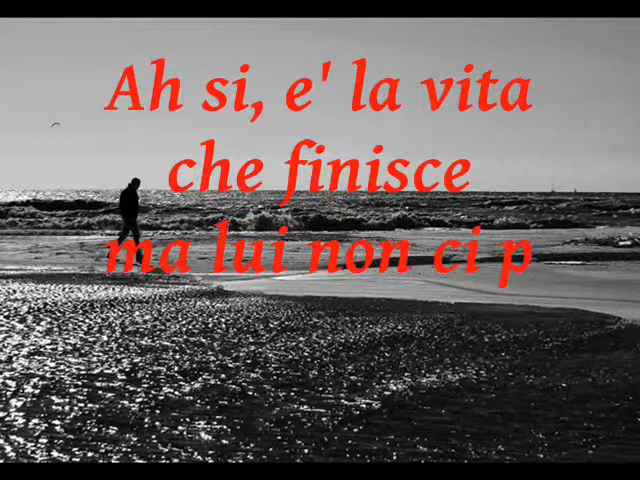 Ah si, e' la vita
che finisce
ma lui non ci p